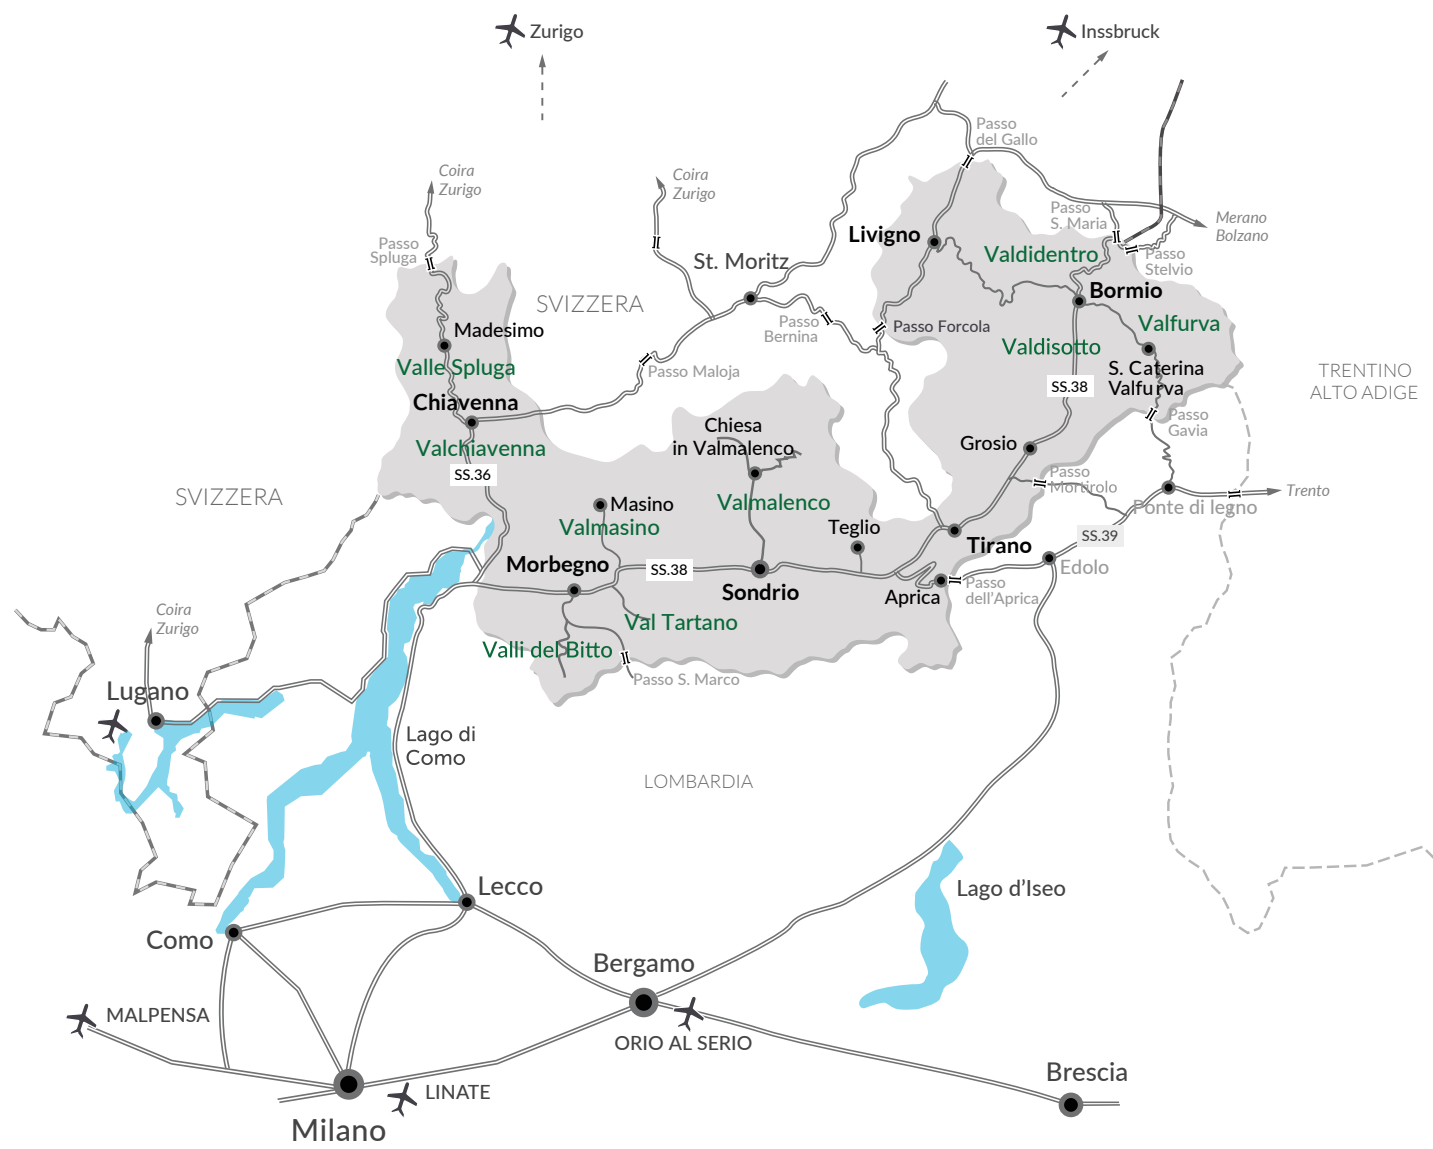 Zurigo
Inssbruck
Passo
del Gallo
Coira
Zurigo
Coira
Zurigo
Passo
S. Maria
Merano
Bolzano
Livigno
Passo
Spluga
Valdidentro
Passo
Stelvio
St. Moritz
Bormio
SVIZZERA
Passo
Bernina
Passo Forcola
Valfurva
Madesimo
Valdisotto
Valle Spluga
Passo Maloja
S. Caterina
Valfurva
TRENTINO
ALTO ADIGE
SS.38
Chiavenna
Passo
Gavia
Chiesa
in Valmalenco
Grosio
Valchiavenna
SS.36
Passo
Mortirolo
SVIZZERA
Trento
Masino
Valmalenco
Ponte di legno
Valmasino
Teglio
SS.39
Tirano
Morbegno
SS.38
Edolo
Sondrio
Aprica
Passo
dell'Aprica
Coira
Zurigo
Val Tartano
Valli del Bitto
Passo S. Marco
Lugano
Lago di
Como
LOMBARDIA
Lecco
Lago d'Iseo
Como
Bergamo
MALPENSA
ORIO AL SERIO
Brescia
LINATE
Milano